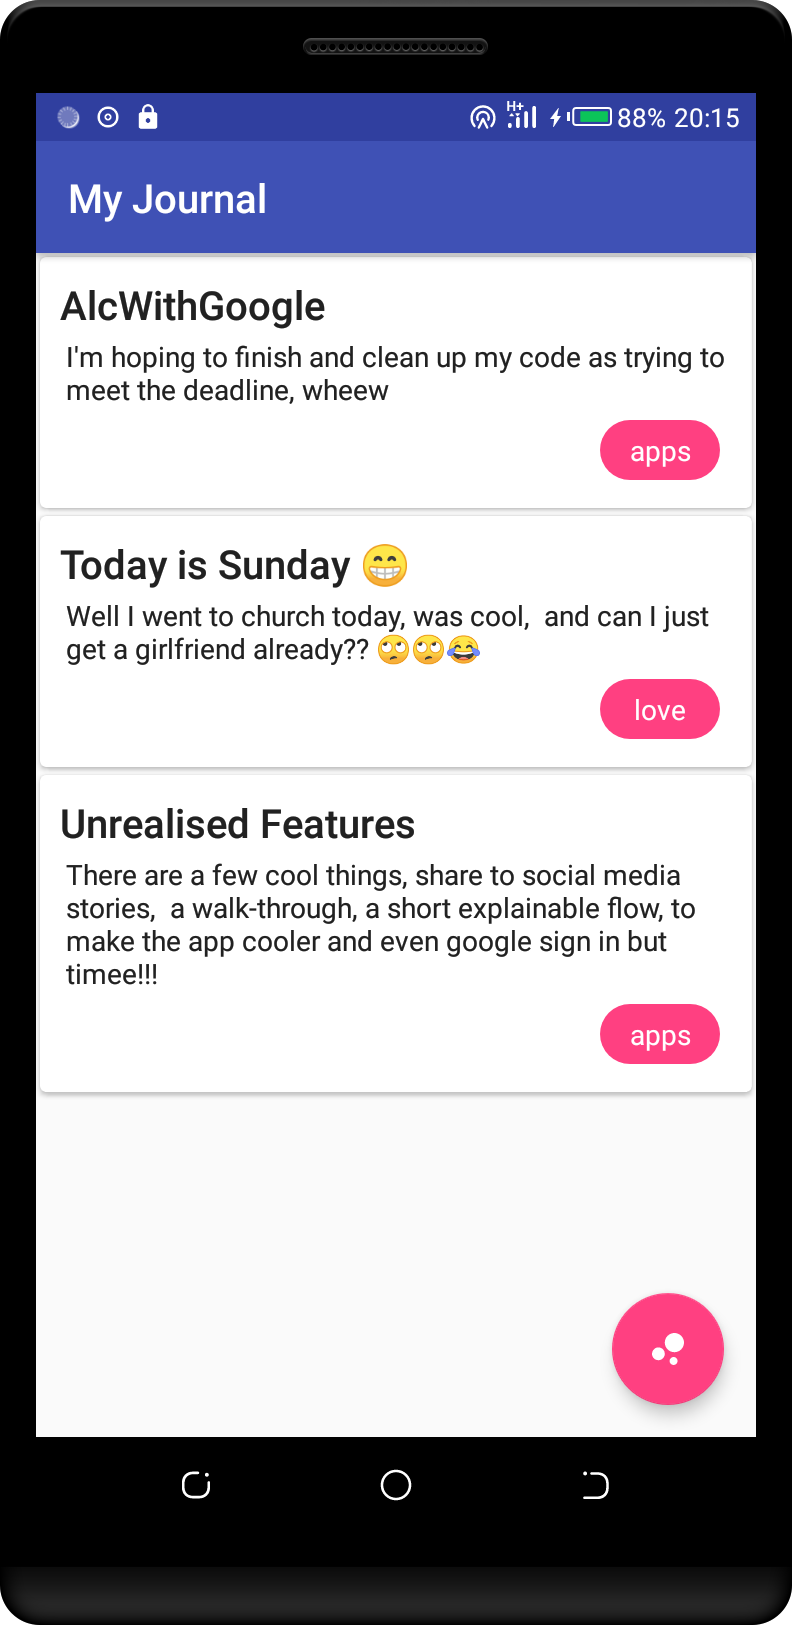 H+
88% 20:15
My Journal
AlcWithGoogle
I'm hoping to finish and clean up my code as trying to
meet the deadline, wheew
apps
Today is Sunday 😁
Well I went to church today, was cool,  and can I just
get a girlfriend already?? 🙄🙄😂
love
Unrealised Features
There are a few cool things, share to social media
stories,  a walk-through, a short explainable flow, to
make the app cooler and even google sign in but
timee!!!
apps